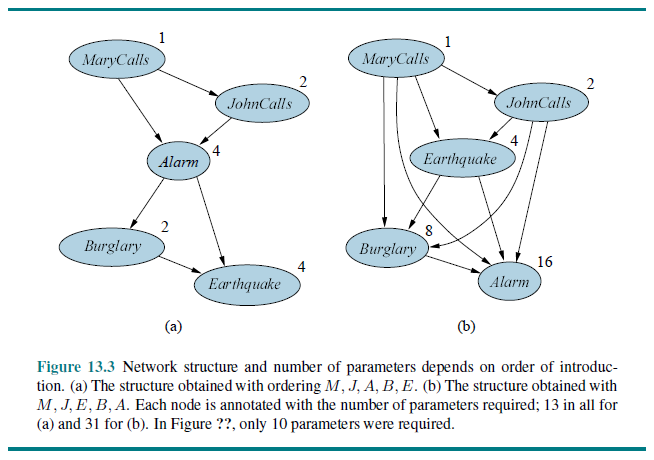 1
MaryCalls
2
JohnCalls
Alarm
4
2
Burglary
4
Earthquake
(a)
1
MaryCalls
2
JohnCalls
4
Earthquake
8
Burglary
16
Alarm
(b)
Figure 13.3 Network structure and number of parameters depends on order of introduc-
tion. (a) The structure obtained with ordering M, J, A, B, E. (b) The structure obtained with
M, J, E, B, A. Each node is annotated with the number of parameters required; 13 in all for
(a) and 31 for (b). In Figure ??, only 10 parameters were required.